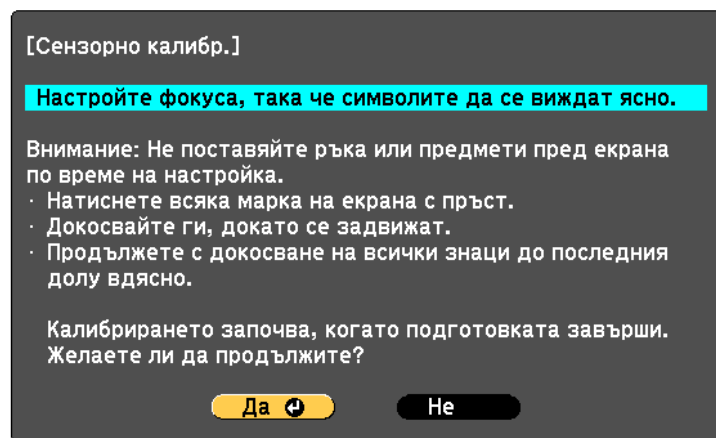 [Сензорно калибр.]
Настройте фокуса, така че символите да се виждат ясно.
Внимание: Не поставяйте ръка или предмети пред екрана
по време на настройка.
· Натиснете всяка марка на екрана с пръст.
· Докосвайте ги, докато се задвижат.
· Продължете с докосване на всички знаци до последния
долу вдясно.
Калибрирането започва, когато подготовката завърши.
Желаете ли да продължите?
Да Не